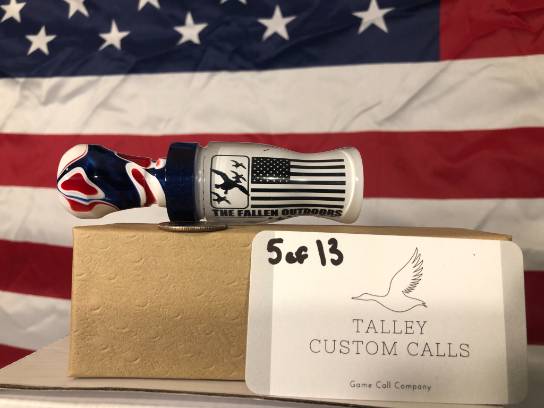 THE FALLEN OUTDOORS
5 of 13
TALLEY
CUSTOM CALLS
Game Call Company